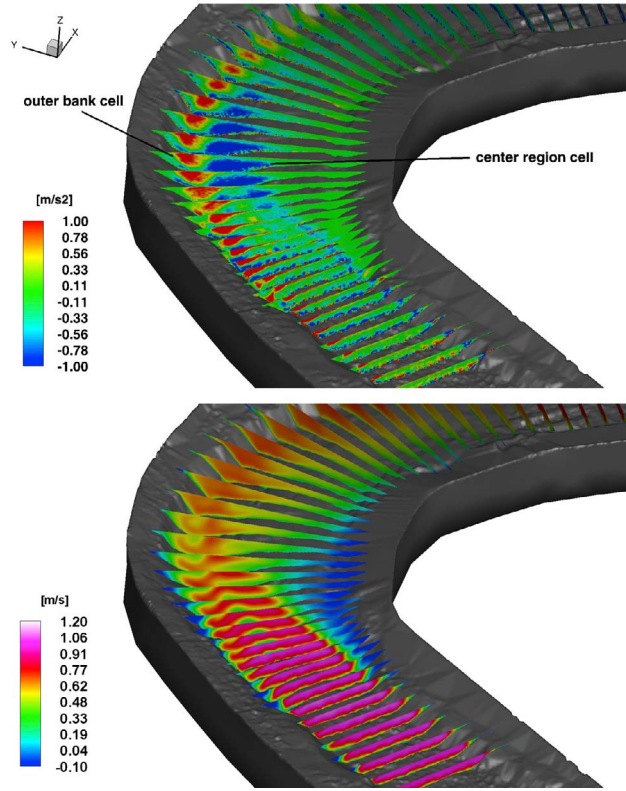 Z
X
Y
outer bank cell
center region cell
[m/s2]
1.00
0.78
0.56
0.33
0.11
-0.11
-0.33
-0.56
-0.78
-1.00
[m/s]
1.20
1.06
0.91
0.77
0.62
0.48
0.33
0.19
0.04
-0.10